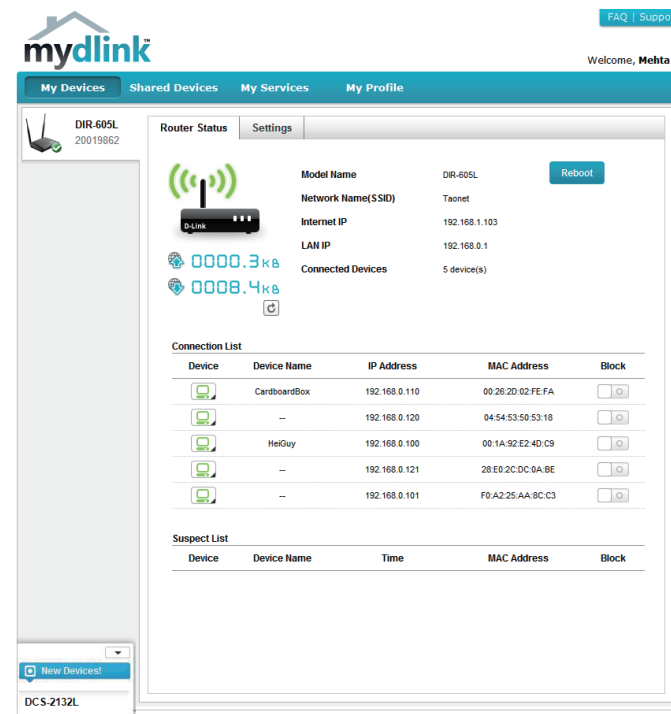 FAQ | Suppo
mydlink™
Welcome, Mehta
My Devices Shared Devices My Services My Profile
DIR-605L
20019862
Router Status Settings
Model Name DIR-605L Reboot
Network Name(SSID) Taonet
Internet IP 192.168.1.103
LAN IP 192.168.0.1
Connected Devices 5 device(s)
D-Link
0000.3KB
0008.4KB
Connection List
Device Device Name IP Address MAC Address Block
CardboardBox 192.168.0.110 00:26:2D:02:FE:FA
-- 192.168.0.120 04:54:53:50:53:18
HeiGuy 192.168.0.100 00:1A:92:E2:4D:C9
-- 192.168.0.121 28:E0:2C:DC:0A:BE
-- 192.168.0.101 F0:A2:25:AA:8C:C3
Suspect List
Device Device Name Time MAC Address Block
New Devices!
DCS-2132L